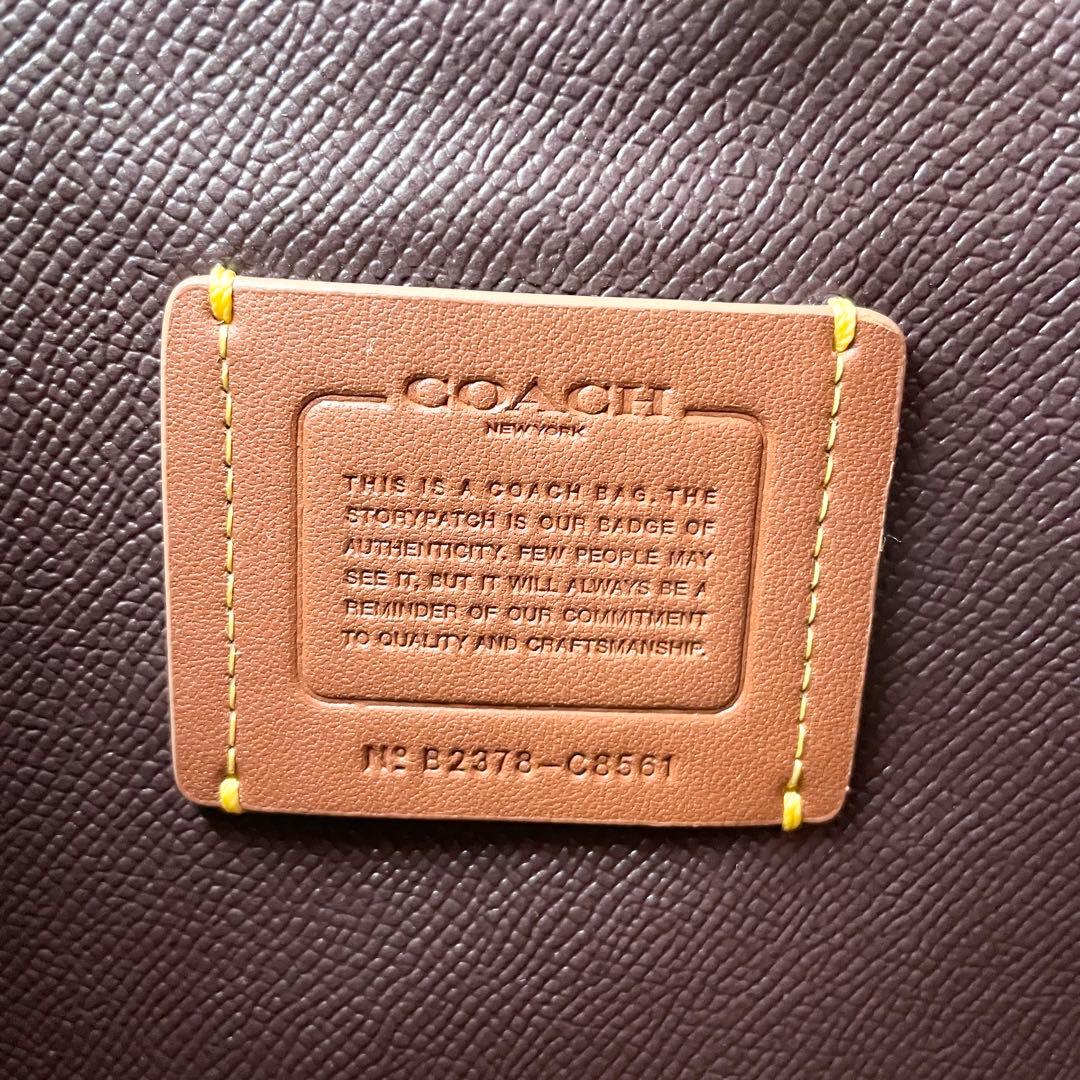 COACH
NEW YORK
THIS IS A COACH BAG. THE
STORYPATCH IS OUR BADGE OF
AUTHENTICITY. FEW PEOPLE MAY
SEE IT, BUT IT WILL ALWAYS BE A
REMINDER OF OUR COMMITMENT
TO QUALITY AND CRAFTSMANSHIP.
Nº B2378-C8561